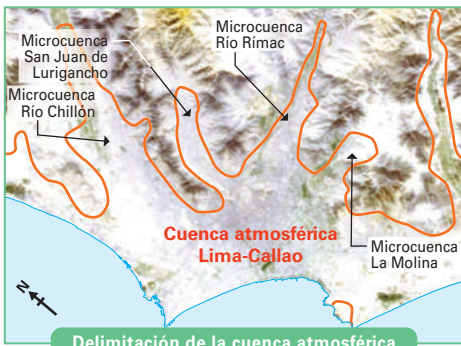 Microcuenca
Río Rímac
Microcuenca
San Juan de
Lurigancho
Microcuenca
Río Chillón
Cuenca atmosférica
Lima-Callao
Microcuenca
La Molina
N
Delimitación de la cuenca atmosférica